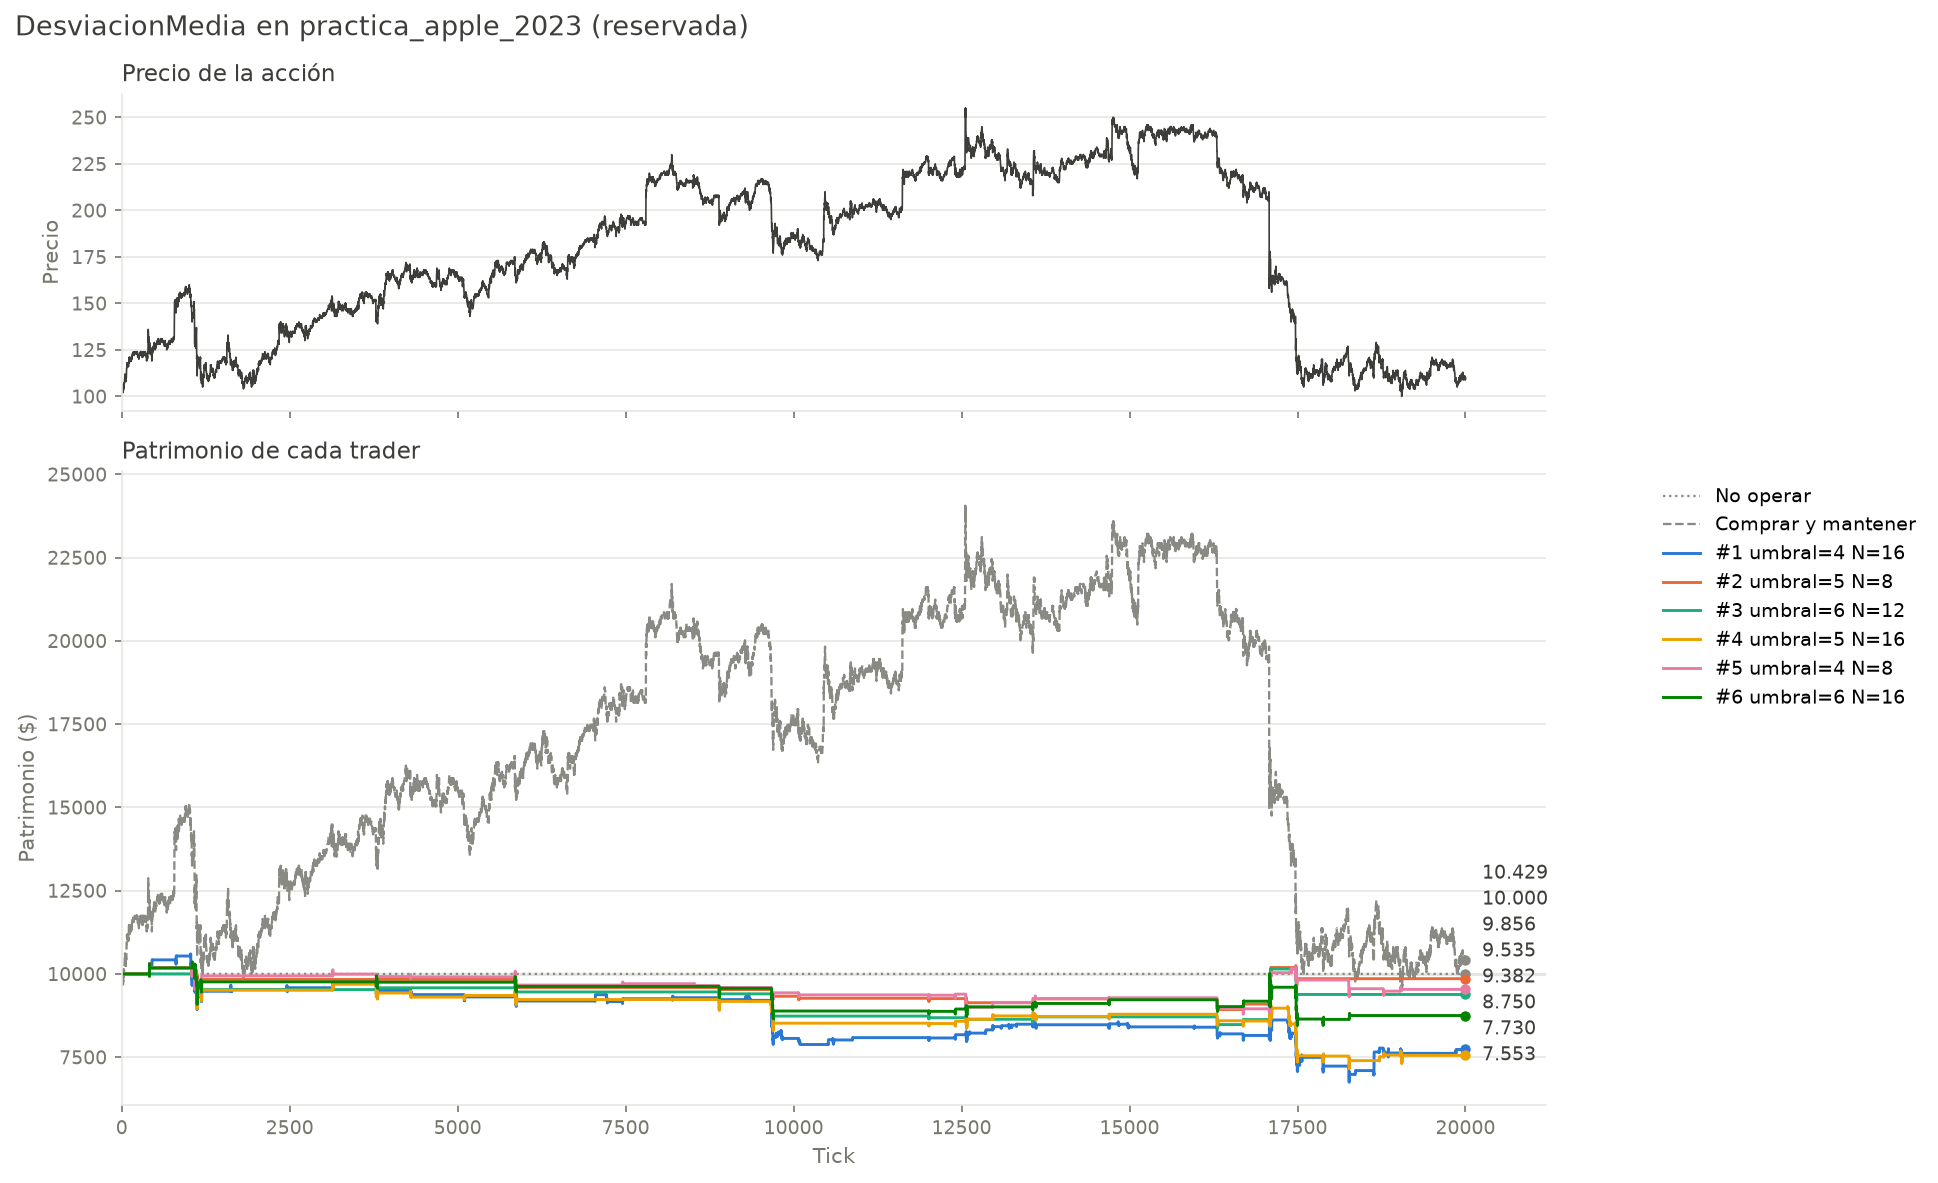 DesviacionMedia en practica_apple_2023 (reservada)
Precio de la acción
250
225
200
175
150
125
100
Precio
Patrimonio de cada trader
25000
22500
20000
17500
15000
12500
10000
7500
Patrimonio ($)
No operar
Comprar y mantener
#1 umbral=4 N=16
#2 umbral=5 N=8
#3 umbral=6 N=12
#4 umbral=5 N=16
#5 umbral=4 N=8
#6 umbral=6 N=16
10.429
10.000
9.856
9.535
9.382
8.750
7.730
7.553
0 2500 5000 7500 10000 12500 15000 17500 20000
Tick